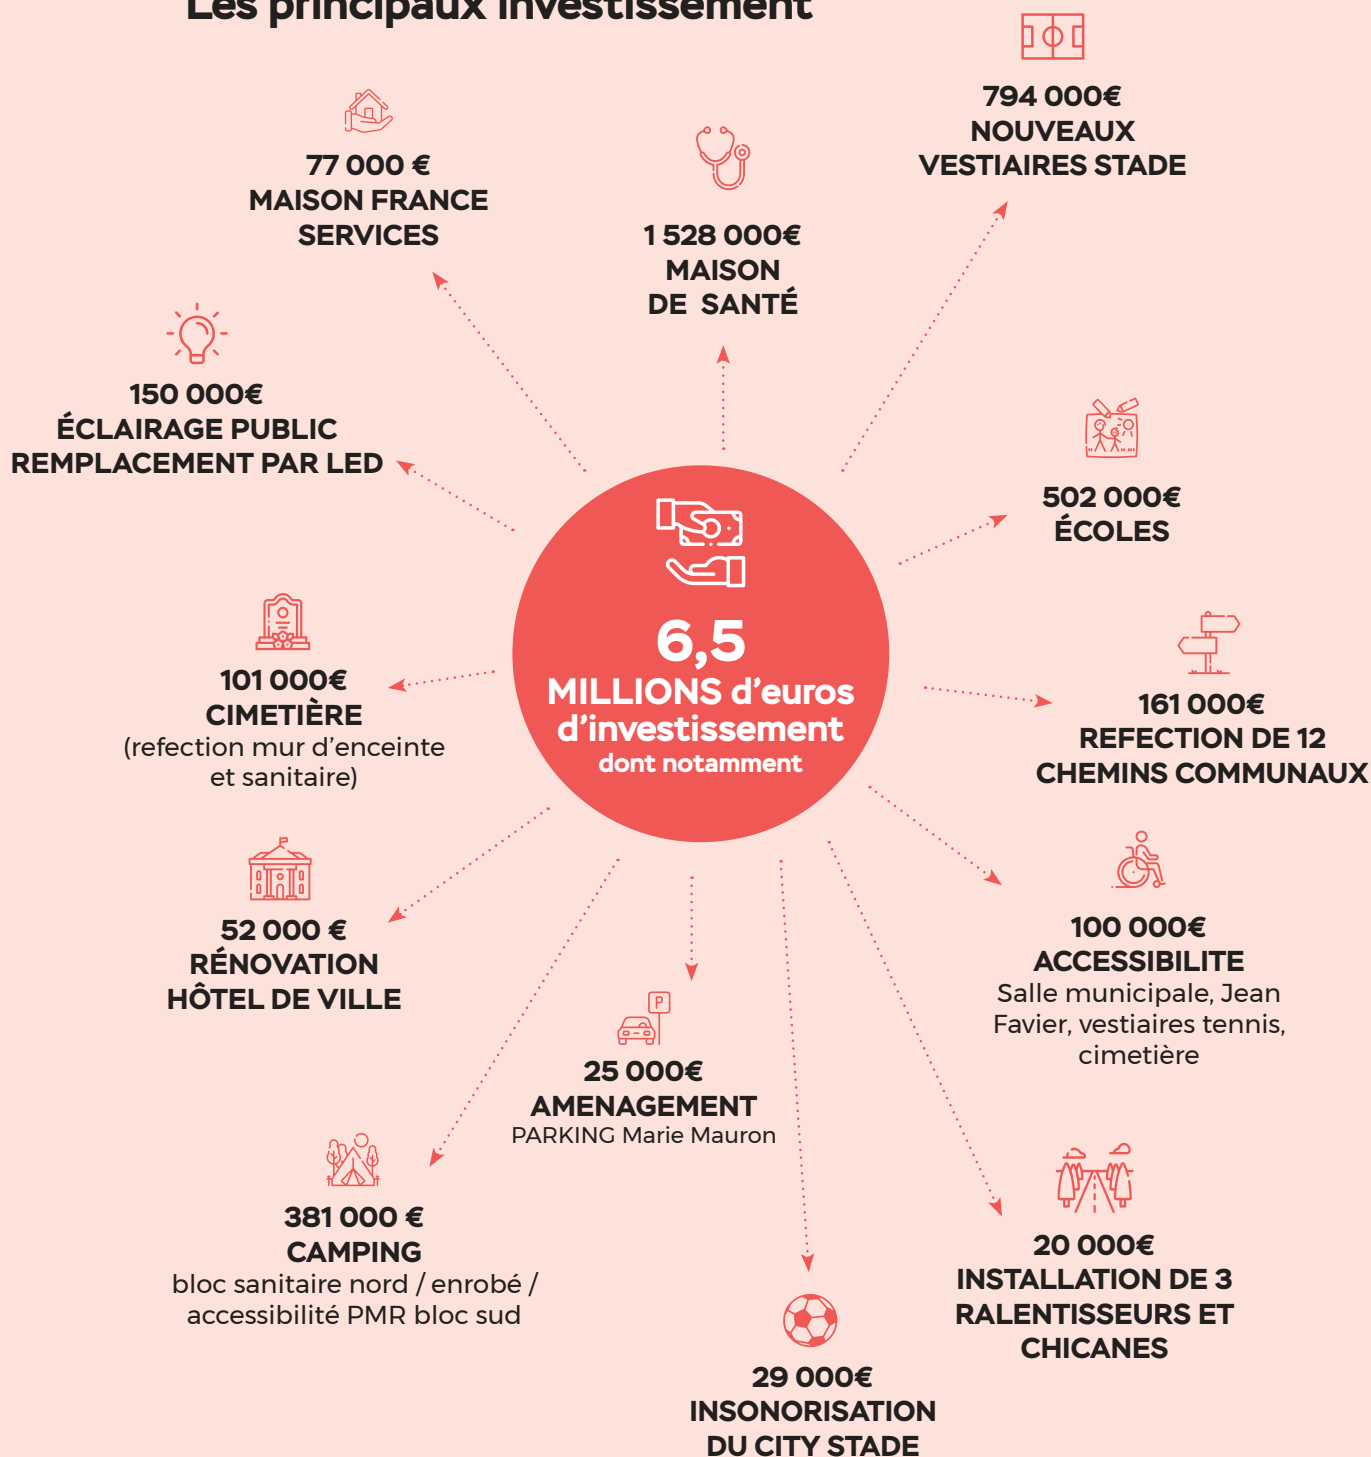 Les principaux investissement
794 000€
NOUVEAUX
VESTIAIRES STADE
77 000 €
MAISON FRANCE
SERVICES
1 528 000€
MAISON
DE SANTÉ
150 000€
ÉCLAIRAGE PUBLIC
REMPLACEMENT PAR LED
502 000€
ÉCOLES
6,5
MILLIONS d’euros
d’investissement
dont notamment
101 000€
CIMETIÈRE
(refection mur d’enceinte
et sanitaire)
161 000€
REFECTION DE 12
CHEMINS COMMUNAUX
52 000 €
RÉNOVATION
HÔTEL DE VILLE
100 000€
ACCESSIBILITE
Salle municipale, Jean
Favier, vestiaires tennis,
cimetière
P
25 000€
AMENAGEMENT
PARKING Marie Mauron
381 000 €
CAMPING
bloc sanitaire nord / enrobé /
accessibilité PMR bloc sud
20 000€
INSTALLATION DE 3
RALENTISSEURS ET
CHICANES
29 000€
INSONORISATION
DU CITY STADE